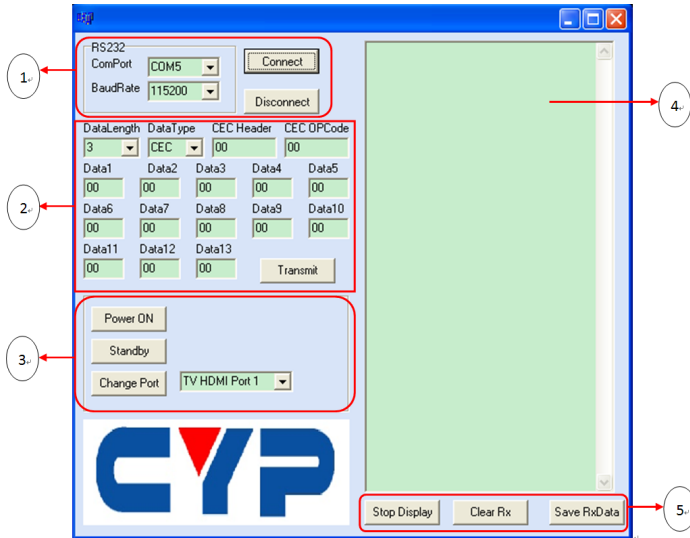 RS232
ComPort COM5 Connect
BaudRate 115200 Disconnect
DataLength DataType CEC Header CEC OPCode
3 CEC 00 00
Data1 Data2 Data3 Data4 Data5
00 00 00 00 00
Data6 Data7 Data8 Data9 Data10
00 00 00 00 00
Data11 Data12 Data13
00 00 00 Transmit
Power ON
Standby
Change Port TV HDMI Port 1
CYP
Stop Display Clear Rx Save RxData
1
2
3
4
5